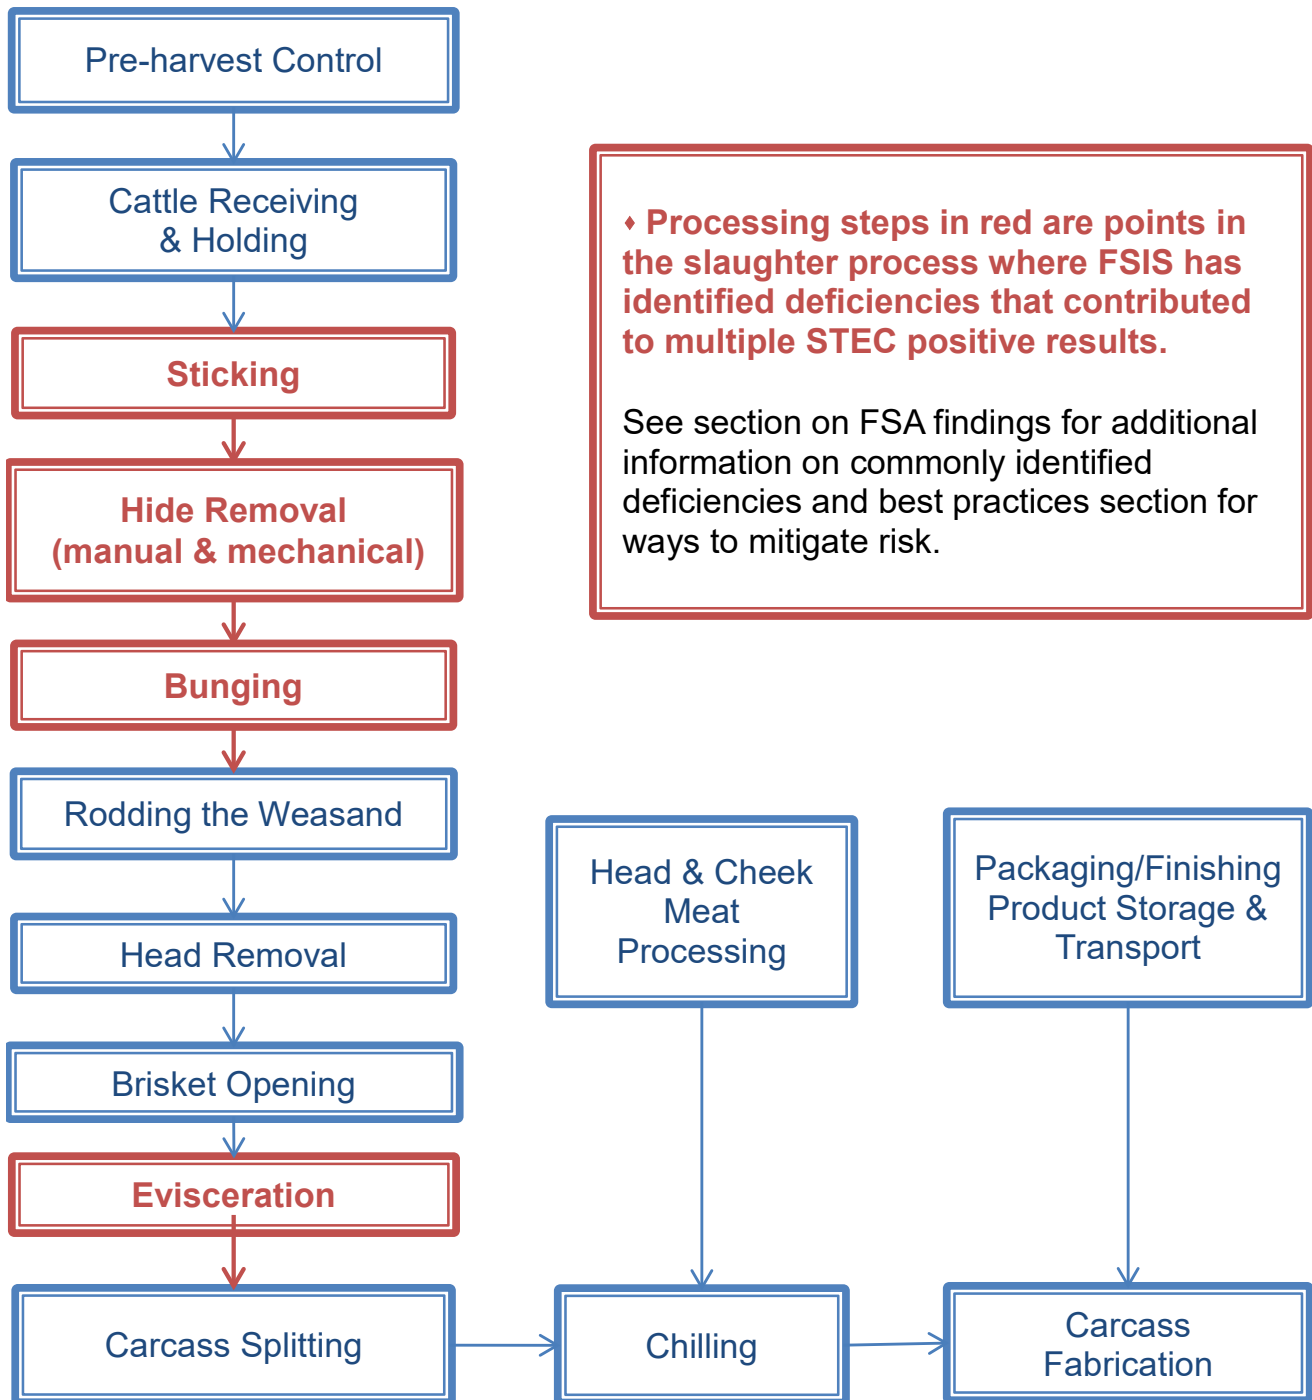 Pre-harvest Control
Cattle Receiving
& Holding
Sticking
Hide Removal
(manual & mechanical)
Bunging
Rodding the Weasand
Head Removal
Brisket Opening
Evisceration
Carcass Splitting
♦ Processing steps in red are points in
the slaughter process where FSIS has
identified deficiencies that contributed
to multiple STEC positive results.
See section on FSA findings for additional
information on commonly identified
deficiencies and best practices section for
ways to mitigate risk.
Head & Cheek
Meat
Processing
Chilling
Packaging/Finishing
Product Storage &
Transport
Carcass
Fabrication